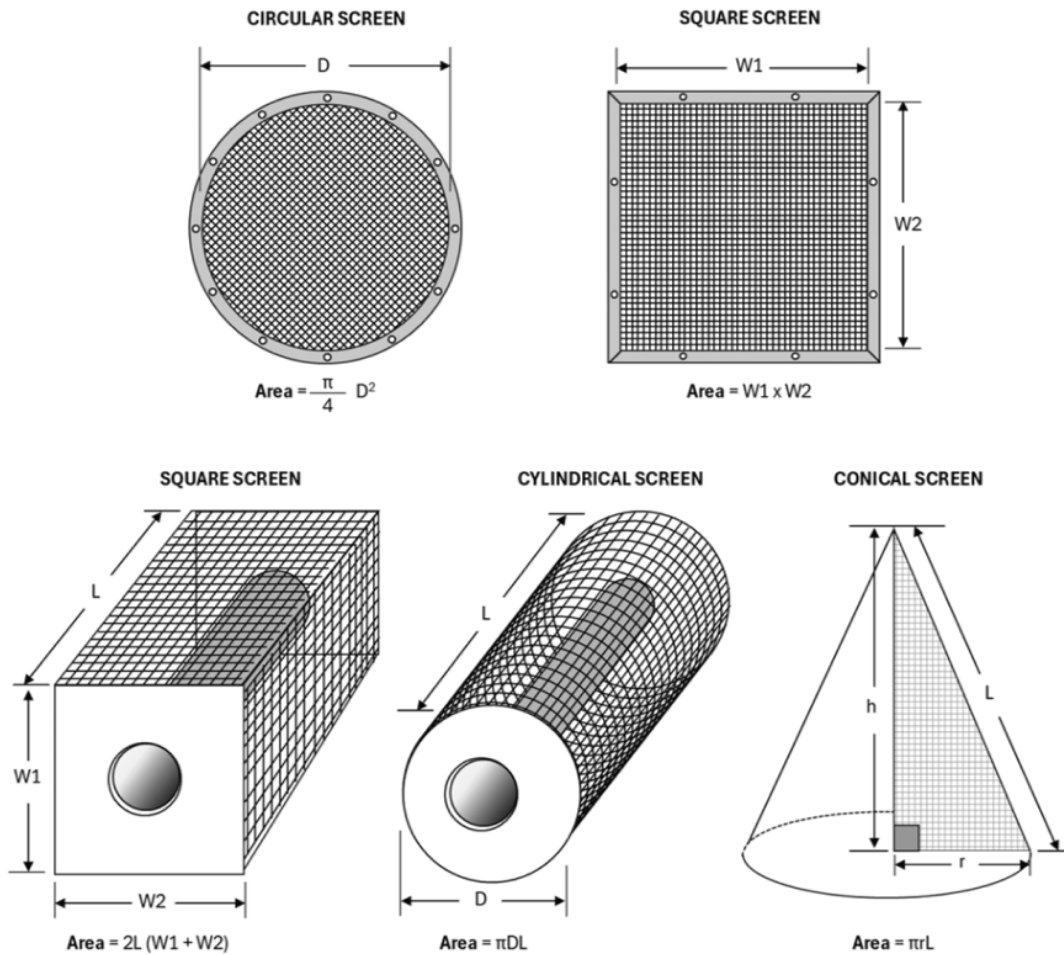 CIRCULAR SCREEN
SQUARE SCREEN
D
W1
W2
Area = π/4 D²
Area = W1 x W2
SQUARE SCREEN
CYLINDRICAL SCREEN
CONICAL SCREEN
L
L
h
L
W1
r
W2
D
Area = 2L (W1 + W2)
Area = πDL
Area = πrL